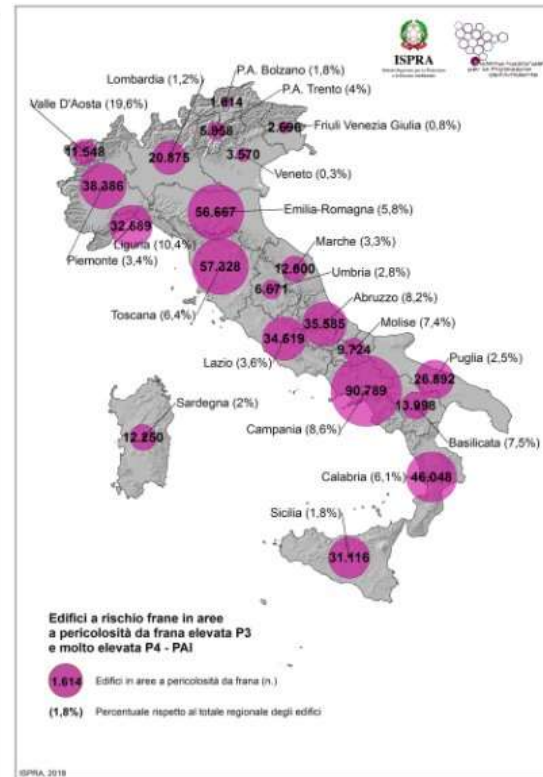 ISPRA
P.A. Bolzano (1,8%)
Lombardia (1,2%)
P.A. Trento (4%)
Valle D'Aosta (19,6%)
1.614
5.958
2.696
Friuli Venezia Giulia (0,8%)
11.548
20.875
3.570
Veneto (0,3%)
38.386
56.667
Emilia-Romagna (5,8%)
32.689
Liguria (10,4%)
Piemonte (3,4%)
Marche (3,3%)
12.600
Umbria (2,8%)
57.328
6.671
Abruzzo (8,2%)
Toscana (6,4%)
35.585
Molise (7,4%)
34.619
9.724
Lazio (3,6%)
Puglia (2,5%)
26.892
90.789
13.998
Sardegna (2%)
12.250
Campania (8,6%)
Basilicata (7,5%)
Calabria (6,1%)
46.048
Sicilia (1,8%)
31.116
Edifici a rischio frane in aree
a pericolosità da frana elevata P3
e molto elevata P4 - PAI
1.614 Edifici in aree a pericolosità da frana (n.)
(1,8%) Percentuale rispetto al totale regionale degli edifici
ISPRA, 2018